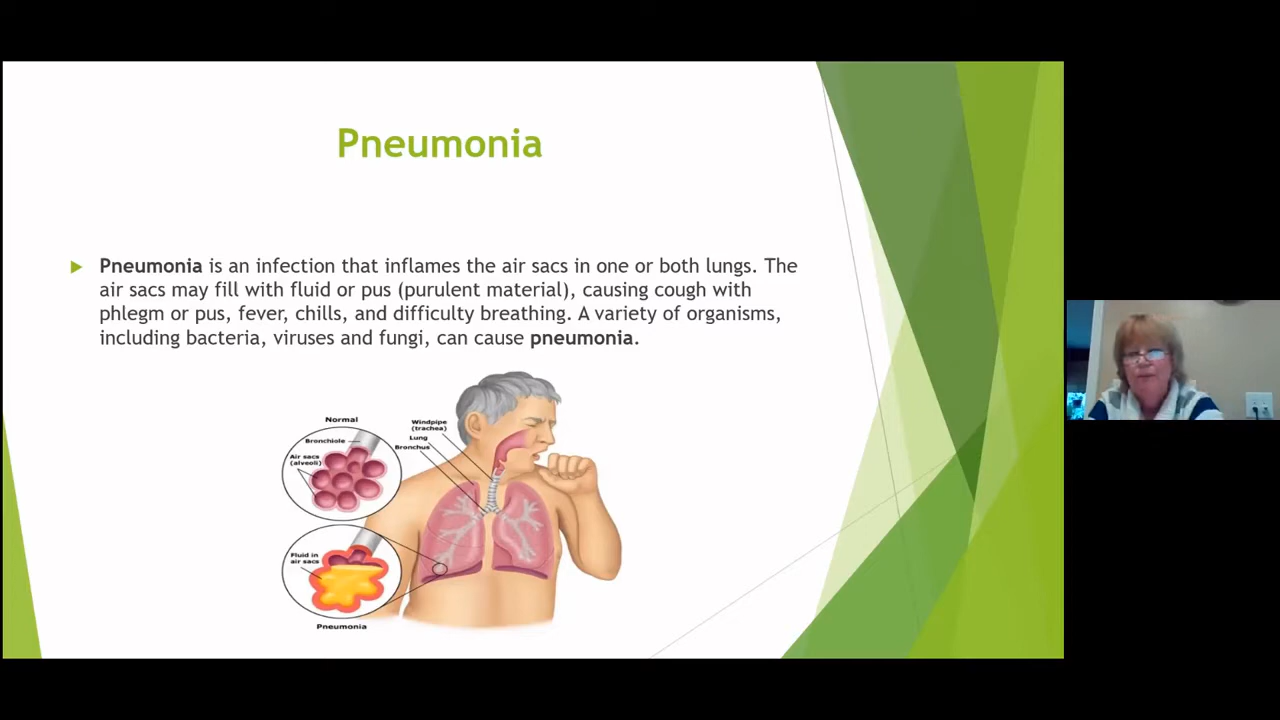 Pneumonia
Pneumonia is an infection that inflames the air sacs in one or both lungs. The
air sacs may fill with fluid or pus (purulent material), causing cough with
phlegm or pus, fever, chills, and difficulty breathing. A variety of organisms,
including bacteria, viruses and fungi, can cause pneumonia.
Normal
Bronchiole
Air sacs
(alveoli)
Windpipe
(trachea)
Lung
Bronchus
Fluid in
air sacs
Pneumonia